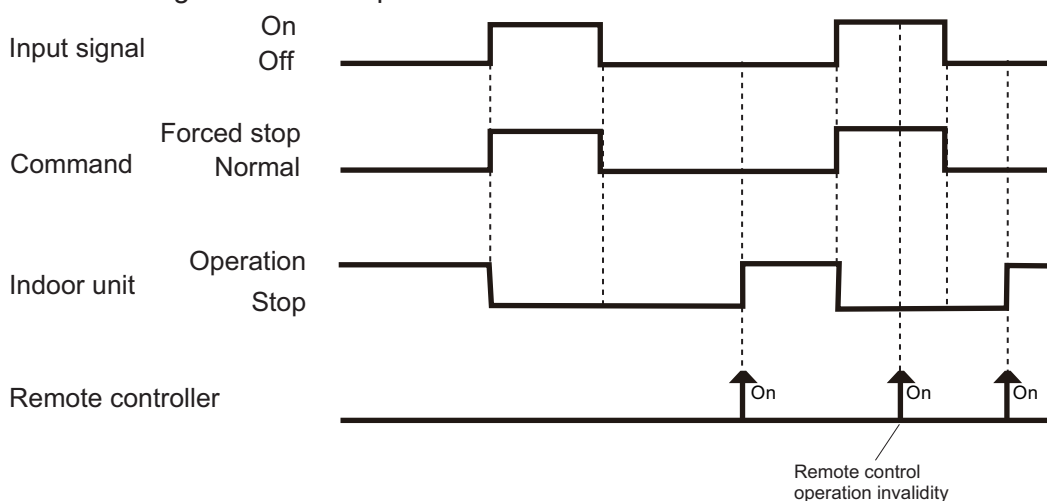 Input signal
On
Off
Command
Forced stop
Normal
Indoor unit
Operation
Stop
Remote controller
On
On
On
Remote control
operation invalidity